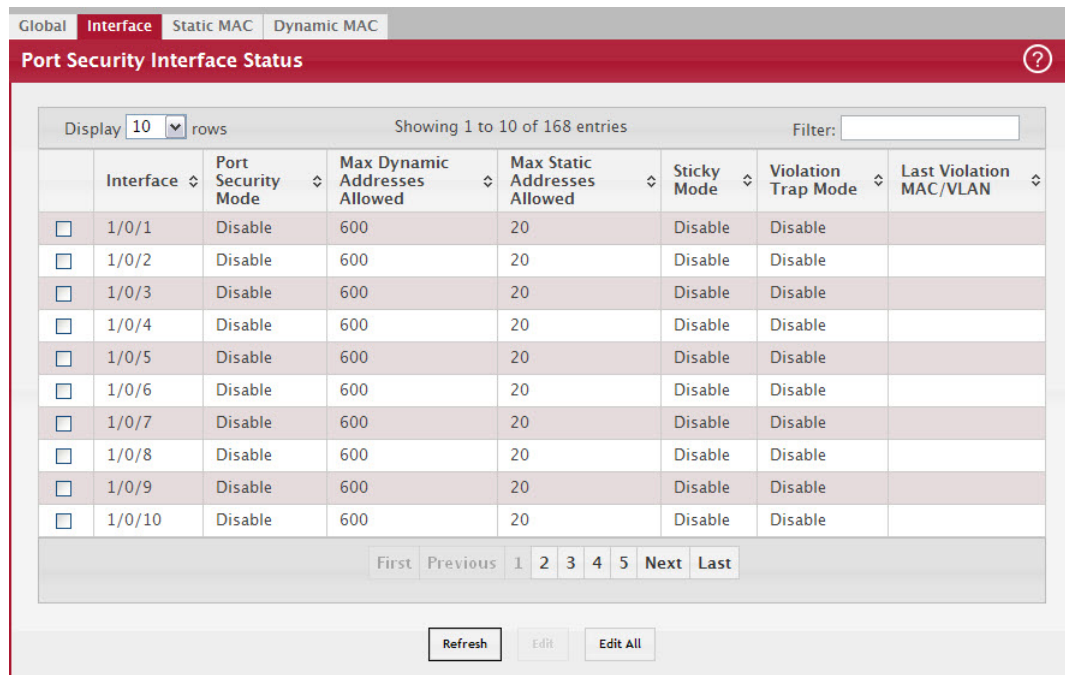 Global Interface Static MAC Dynamic MAC
Port Security Interface Status ?
Display 10 rows Showing 1 to 10 of 168 entries Filter:
Interface Port Security Mode Max Dynamic Addresses Allowed Max Static Addresses Allowed Sticky Mode Violation Trap Mode Last Violation MAC/VLAN
1/0/1 Disable 600 20 Disable Disable
1/0/2 Disable 600 20 Disable Disable
1/0/3 Disable 600 20 Disable Disable
1/0/4 Disable 600 20 Disable Disable
1/0/5 Disable 600 20 Disable Disable
1/0/6 Disable 600 20 Disable Disable
1/0/7 Disable 600 20 Disable Disable
1/0/8 Disable 600 20 Disable Disable
1/0/9 Disable 600 20 Disable Disable
1/0/10 Disable 600 20 Disable Disable
First Previous 1 2 3 4 5 Next Last
Refresh Edit Edit All